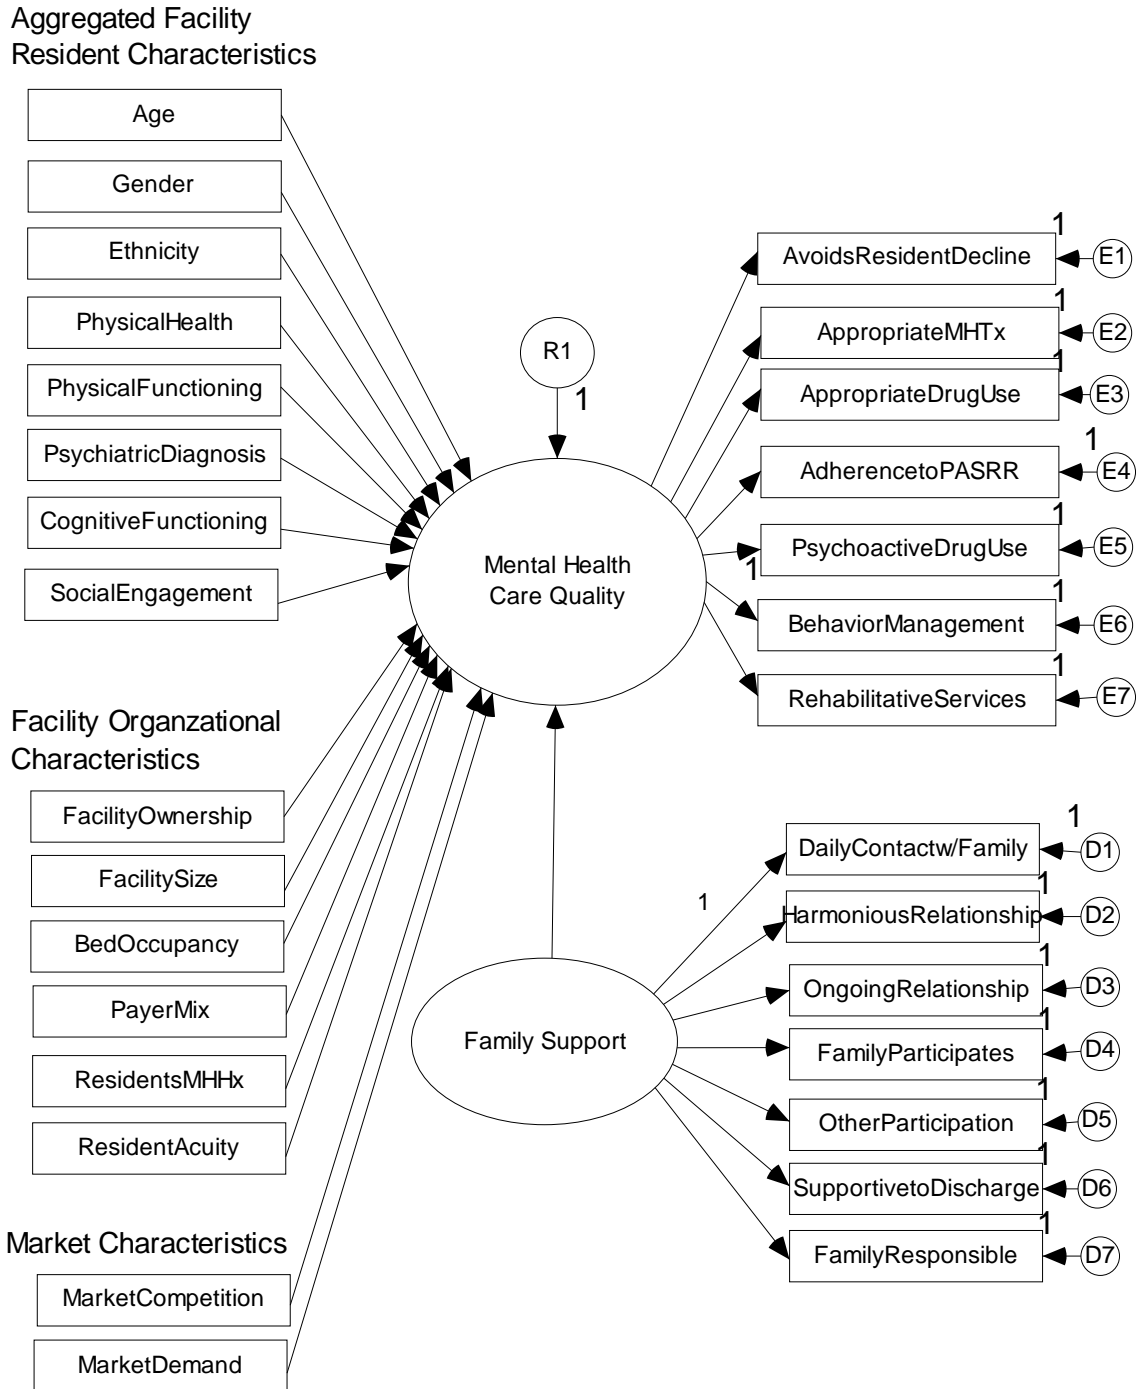 Aggregated Facility
Resident Characteristics
Age
Gender
Ethnicity
PhysicalHealth
PhysicalFunctioning
PsychiatricDiagnosis
CognitiveFunctioning
SocialEngagement
Facility Organzational
Characteristics
FacilityOwnership
FacilitySize
BedOccupancy
PayerMix
ResidentsMHHx
ResidentAcuity
Market Characteristics
MarketCompetition
MarketDemand
R1
1
Mental Health
Care Quality
1
Family Support
1
1
AvoidsResidentDecline
E1
1
AppropriateMHTx
E2
1
AppropriateDrugUse
E3
1
AdherencetoPASRR
E4
1
PsychoactiveDrugUse
E5
1
BehaviorManagement
E6
1
RehabilitativeServices
E7
1
DailyContactw/Family
D1
1
HarmoniousRelationship
D2
1
OngoingRelationship
D3
1
FamilyParticipates
D4
1
OtherParticipation
D5
1
SupportivetoDischarge
D6
1
FamilyResponsible
D7